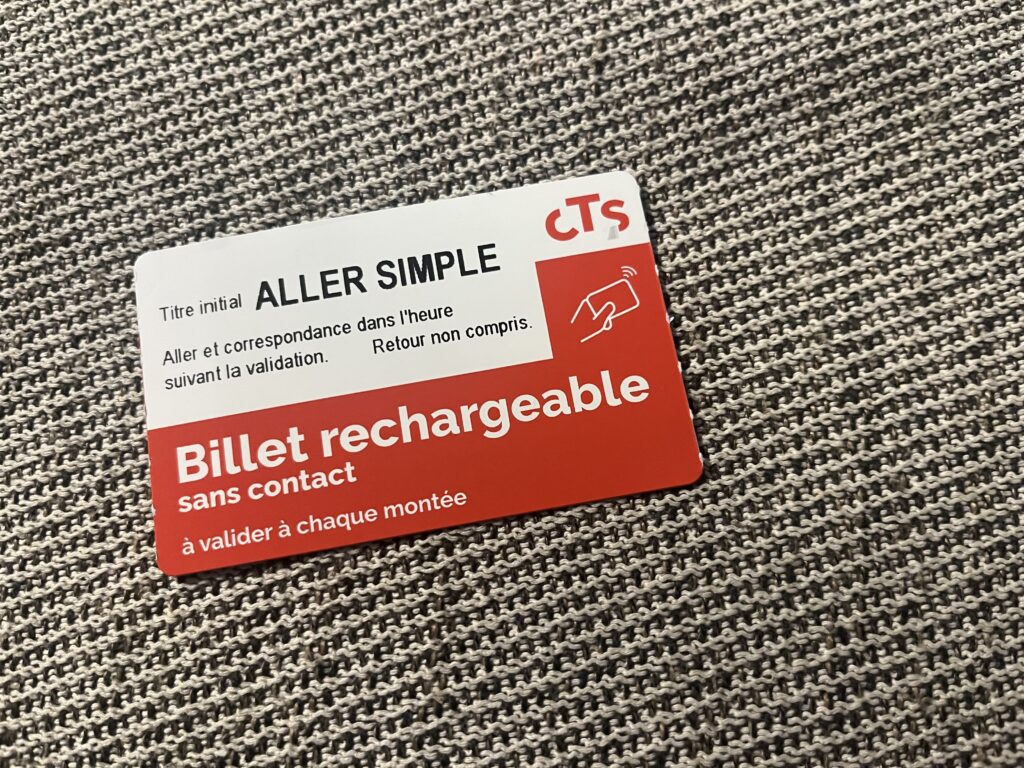 CTS
Titre initial ALLER SIMPLE
Aller et correspondance dans l'heure
suivant la validation. Retour non compris.
Billet rechargeable
sans contact
à valider à chaque montée